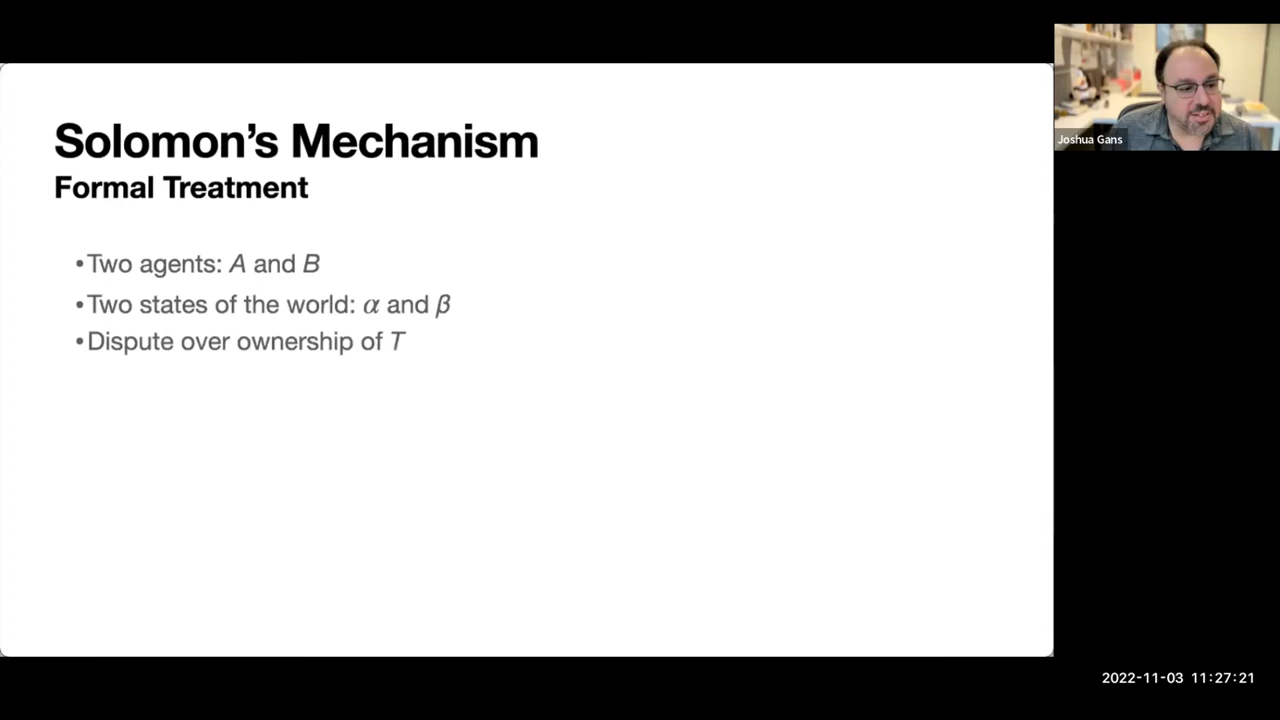 Solomon's Mechanism
Formal Treatment
•Two agents: A and B
•Two states of the world: α and β
•Dispute over ownership of T
Joshua Gans
2022-11-03 11:27:21